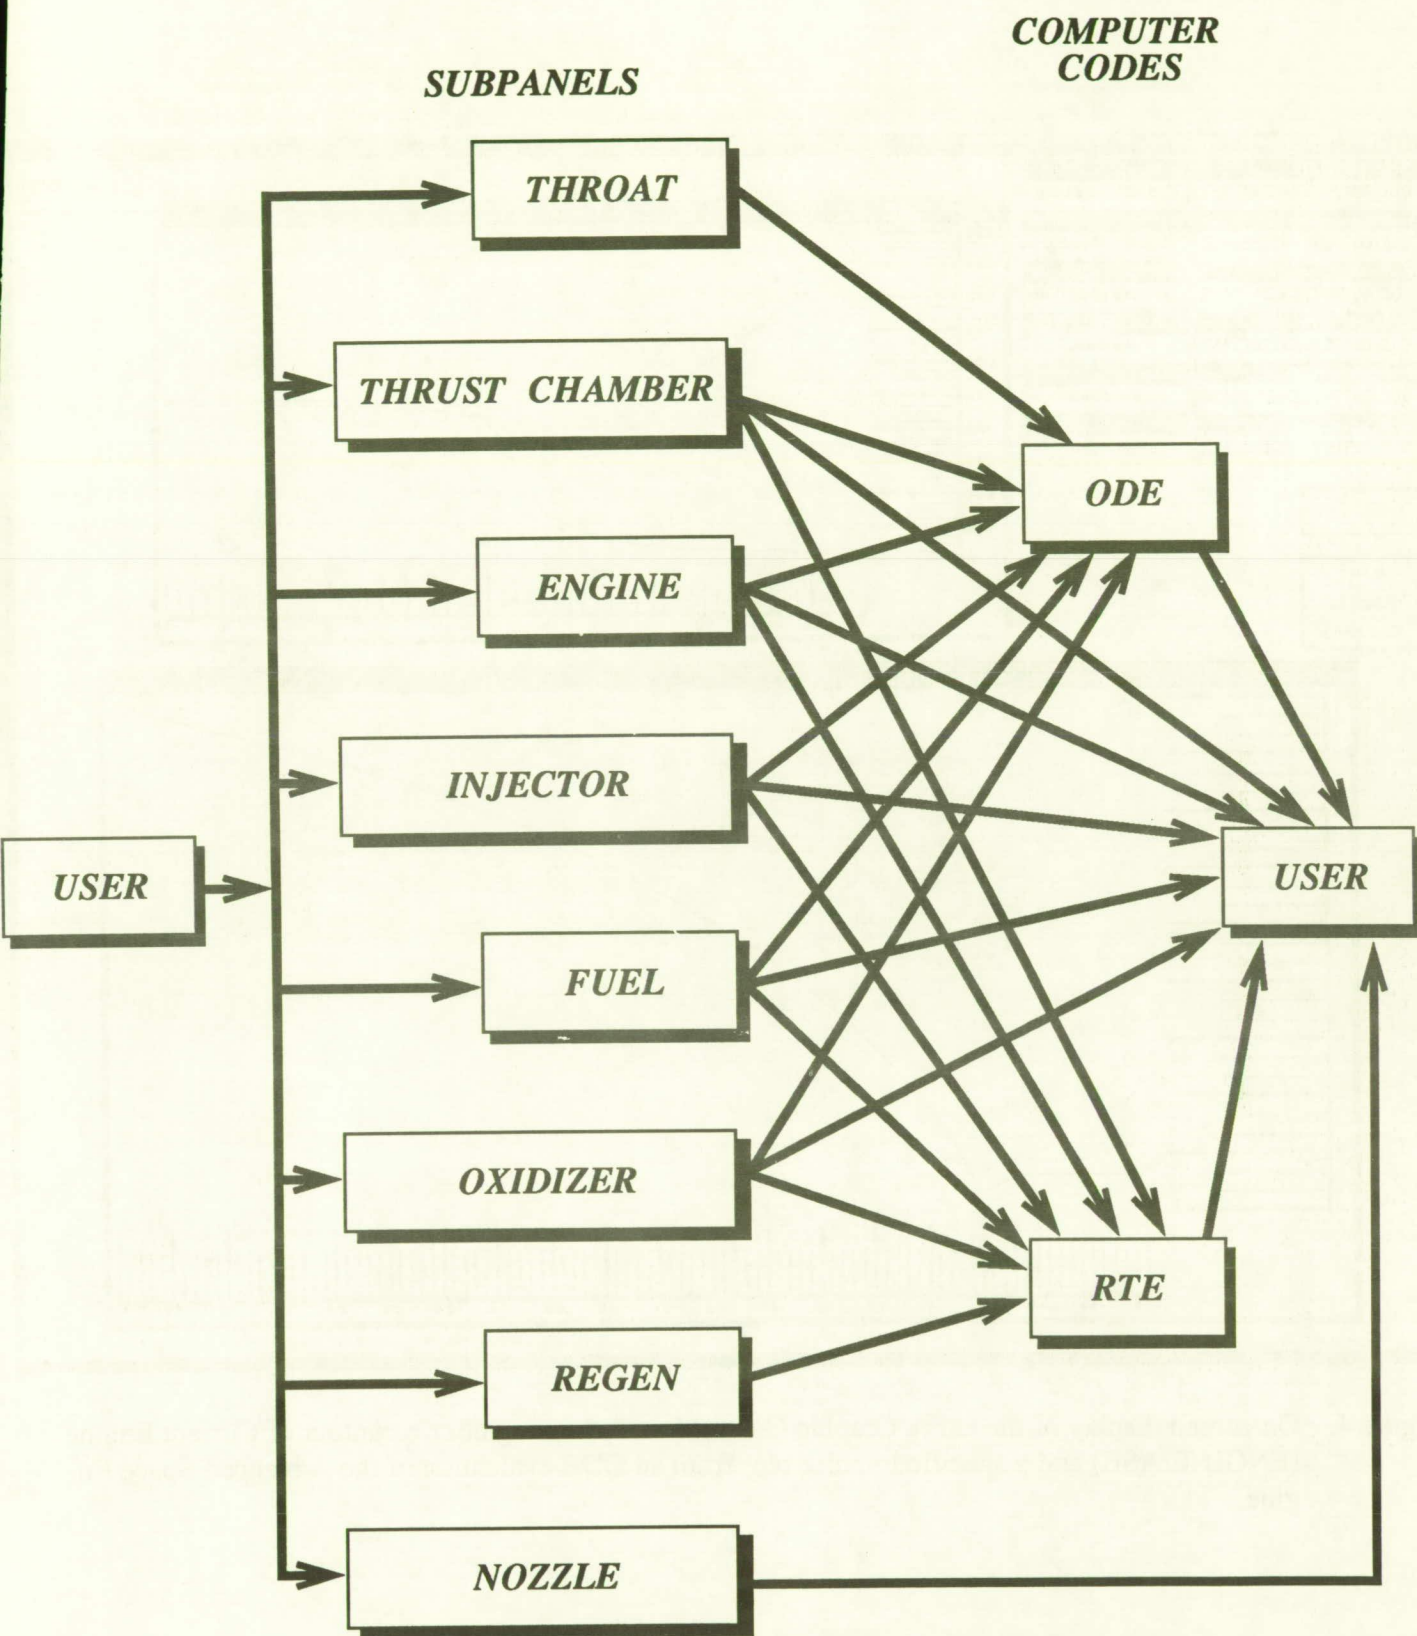 COMPUTER
CODES
SUBPANELS
THROAT
THRUST CHAMBER
ODE
ENGINE
INJECTOR
USER
USER
FUEL
OXIDIZER
RTE
REGEN
NOZZLE